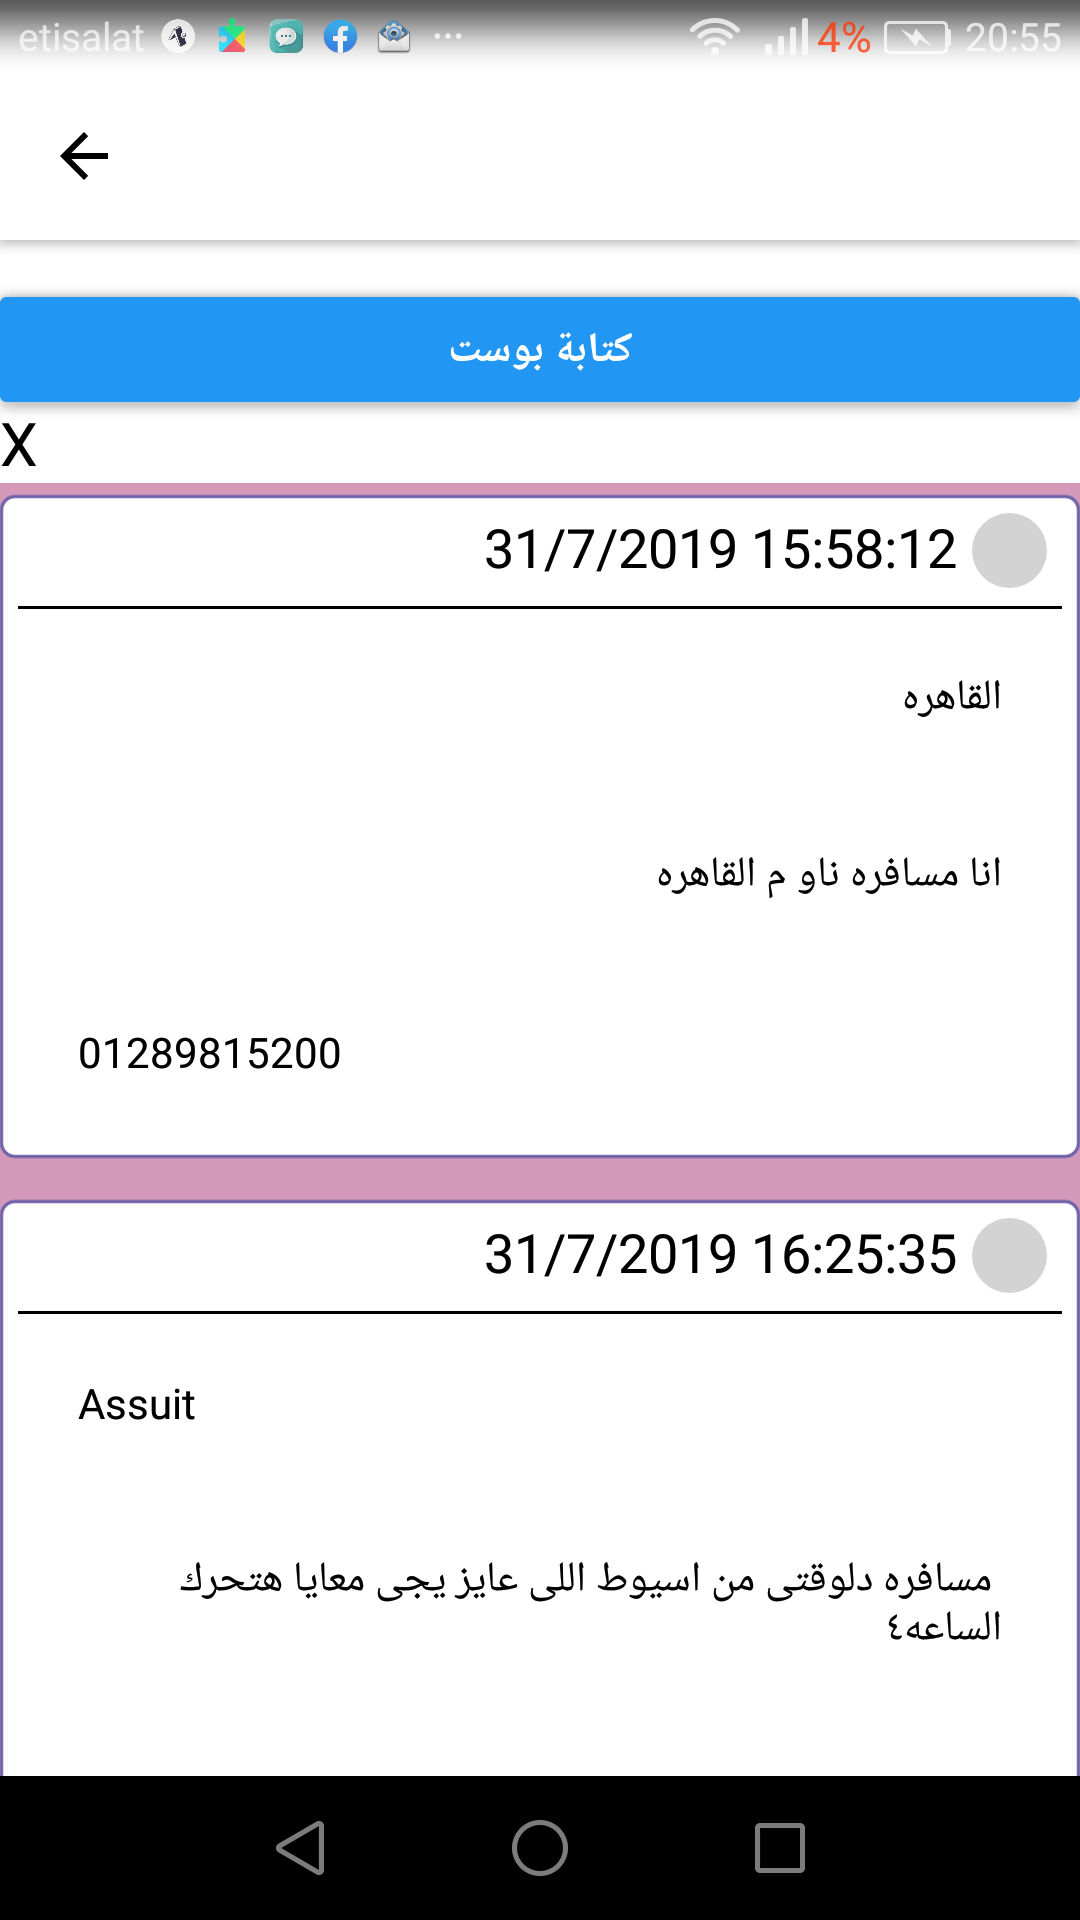 etisalat 4% 20:55
كتابة بوست
X
31/7/2019 15:58:12
القاهره
انا مسافره ناو م القاهره
01289815200
31/7/2019 16:25:35
Assuit
مسافره دلوقتى من اسيوط اللى عايز يجى معايا هتحرك
الساعه٤